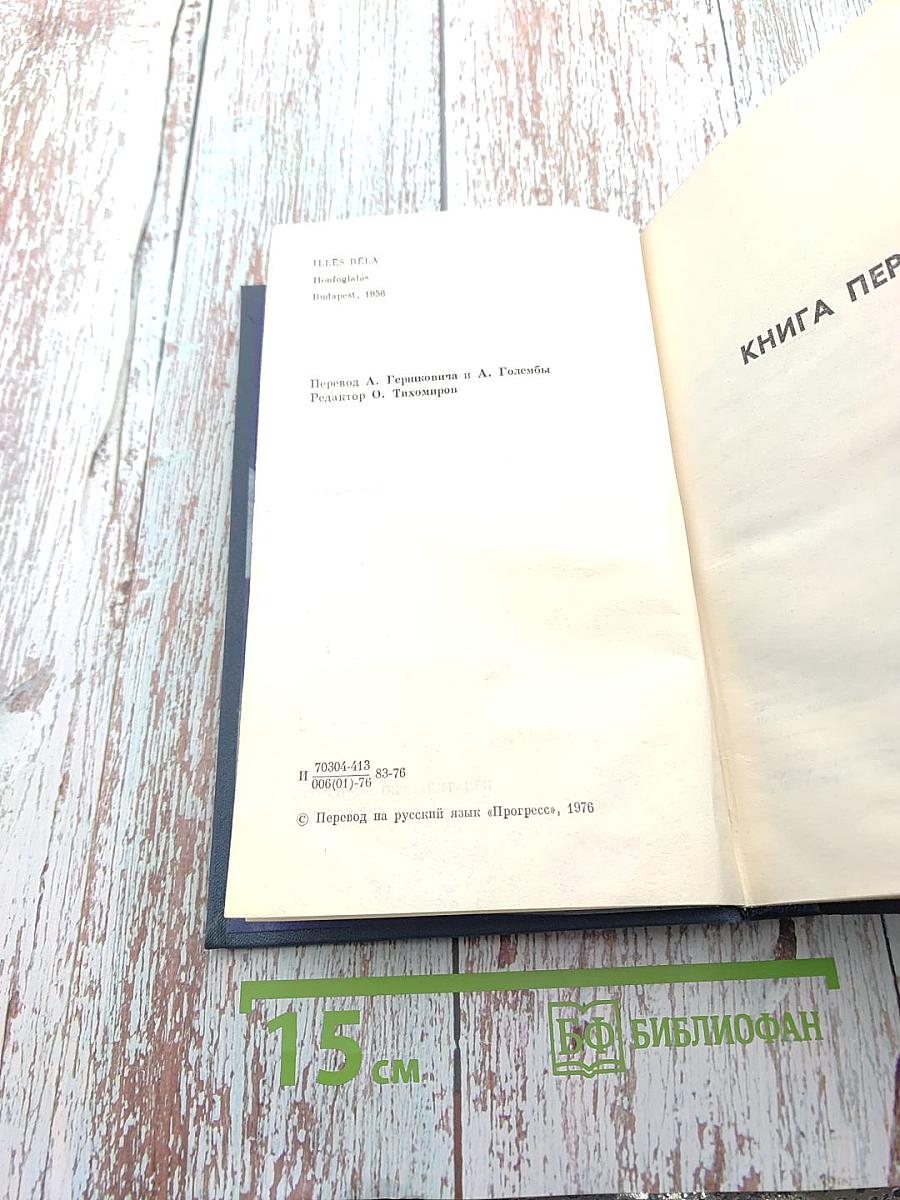 ILLÉS BÉLA
Honfoglalás
Budapest, 1956
Перевод А. Гершковича и А. Голембы
Редактор О. Тихомиров
И 70304-413
006(01)-76 83-76
© Перевод на русский язык «Прогресс», 1976
КНИГА ПЕР
15 см
БФ БИБЛИОФАН